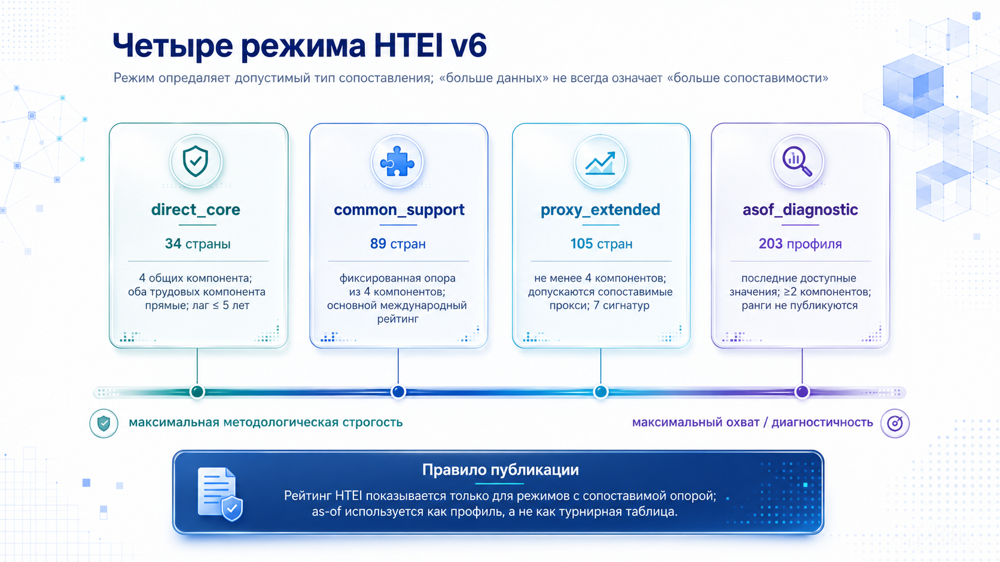 Четыре режима HTEI v6
Режим опредаляет допустимый тип сопоставления; «больше данных» не всегда означает «больше сопоставимости»
direct_core
34 страны
4 общих компонента;
оба трудовых компонента
прямые; лаг ≤ 5 лет
common_support
89 стран
фиксированная опора
из 4 компонентов;
основной международный
рейтинг
proxy_extended
105 стран
не менее 4 компонентов;
допускаются сопоставимые
прокси; 7 сигнатур
asof_diagnostic
203 профиля
последние доступные
значения; ≥2 компонентов;
ранги не публикуются
максимальная методологическая строгость
максимальный охват / диагностичность
Правило публикации
Рейтинг HTEI показывается только для режимов с сопоставимой опорой;
as-of используется как профиль, а не как турнирная таблица.